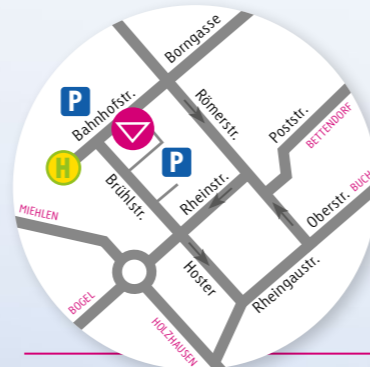 Borngasse
P
Bahnhofstr.
Römerstr.
Poststr.
BETTENDORF
H
P
Brühlstr.
Rheinstr.
Oberstr.
BUCH
MIEHLEN
Hoster
Rheingaustr.
BOGEL
HOLZHAUSEN